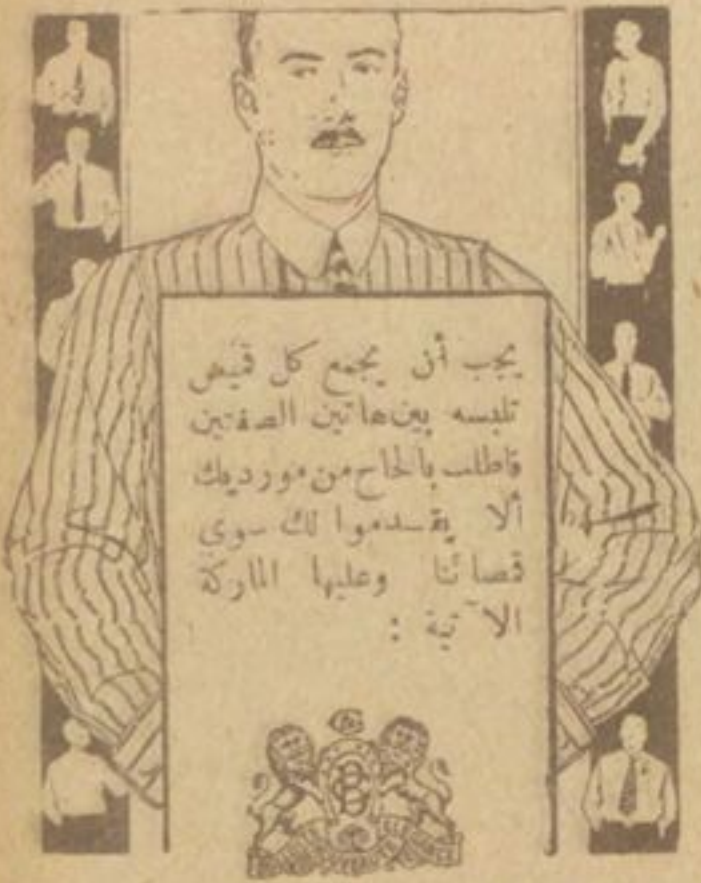 يجب أن يجمع كل قميص
تلبسه بين هاتين الصفتين
فاطلب بالحاح من مورديك
ألا يقدموا لك سوى
قمصاننا وعليها الماركة
الآتية :